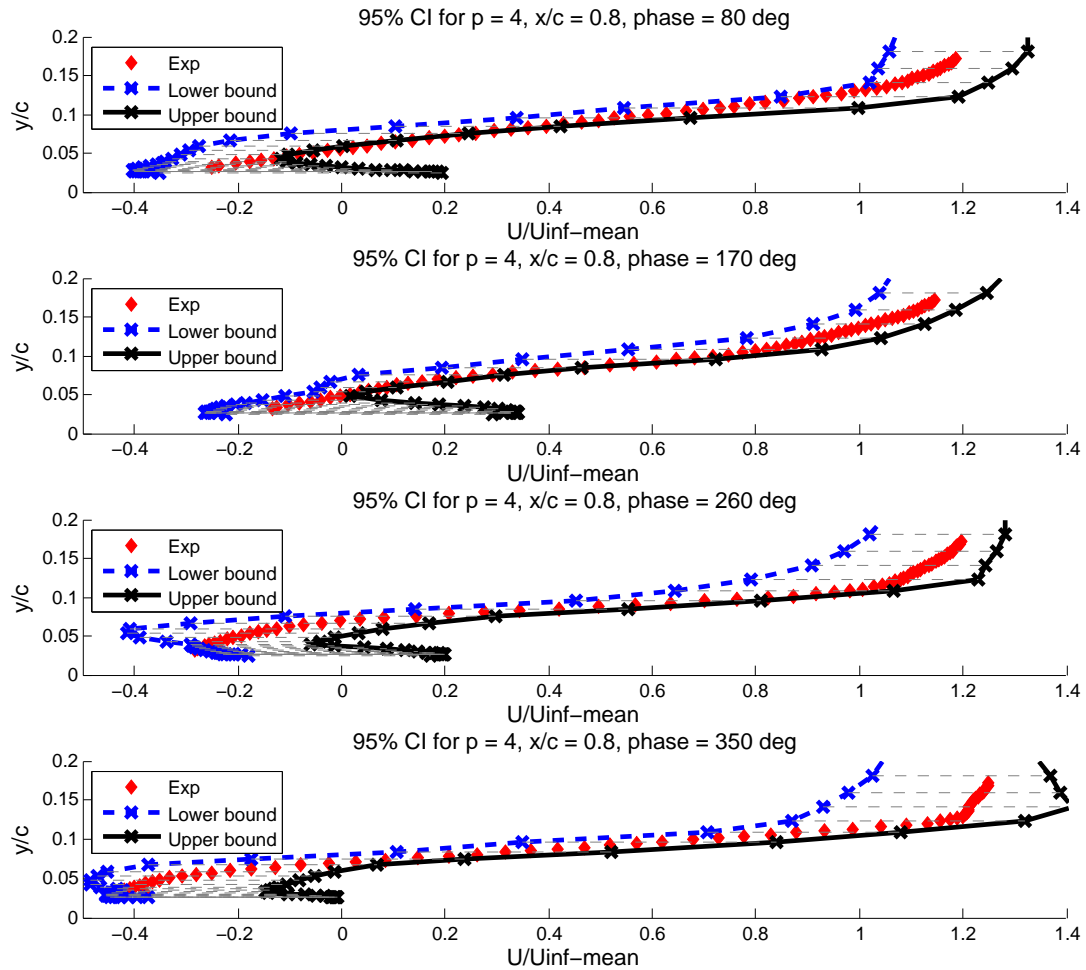 95% CI for p = 4, x/c = 0.8, phase = 80 deg
0.2
0.15
0.1
0.05
0
y/c
Exp
Lower bound
Upper bound
−0.4 −0.2 0 0.2 0.4 0.6 0.8 1 1.2 1.4
U/Uinf−mean
95% CI for p = 4, x/c = 0.8, phase = 170 deg
0.2
0.15
0.1
0.05
0
y/c
Exp
Lower bound
Upper bound
−0.4 −0.2 0 0.2 0.4 0.6 0.8 1 1.2 1.4
U/Uinf−mean
95% CI for p = 4, x/c = 0.8, phase = 260 deg
0.2
0.15
0.1
0.05
0
y/c
Exp
Lower bound
Upper bound
−0.4 −0.2 0 0.2 0.4 0.6 0.8 1 1.2 1.4
U/Uinf−mean
95% CI for p = 4, x/c = 0.8, phase = 350 deg
0.2
0.15
0.1
0.05
0
y/c
Exp
Lower bound
Upper bound
−0.4 −0.2 0 0.2 0.4 0.6 0.8 1 1.2 1.4
U/Uinf−mean